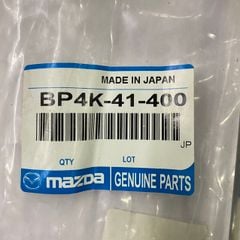 MADE IN JAPAN
BP4K-41-400
JP
QTY LOT
mazda GENUINE PARTS